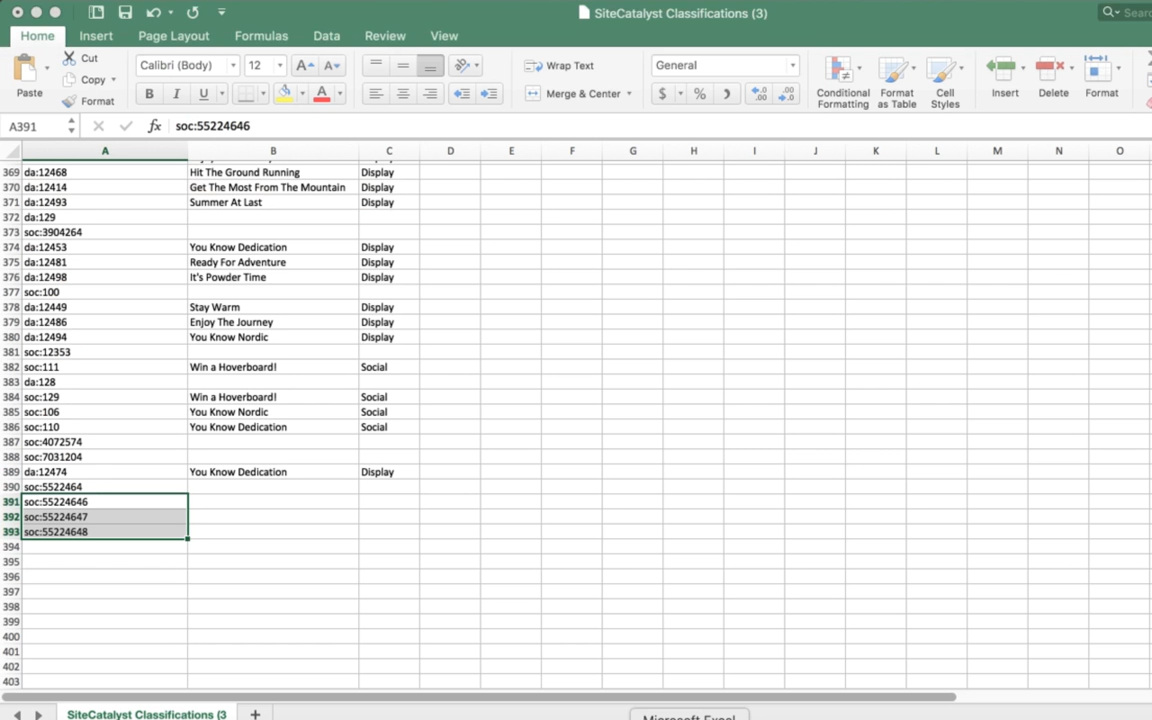 SiteCatalyst Classifications (3)
Home Insert Page Layout Formulas Data Review View
Paste
Cut
Copy
Format
Calibri (Body) 12 A A
B I U A
Wrap Text
Merge & Center
General
$ % )
Conditional Formatting
Format as Table
Cell Styles
Insert
Delete
Format
A391 fx soc:55224646
A B C D E F G H I J K L M N O
369 da:12468 Hit The Ground Running Display
370 da:12414 Get The Most From The Mountain Display
371 da:12493 Summer At Last Display
372 da:129
373 soc:3904264
374 da:12453 You Know Dedication Display
375 da:12481 Ready For Adventure Display
376 da:12498 It's Powder Time Display
377 soc:100
378 da:12449 Stay Warm Display
379 da:12486 Enjoy The Journey Display
380 da:12494 You Know Nordic Display
381 soc:12353
382 soc:111 Win a Hoverboard! Social
383 da:128
384 soc:129 Win a Hoverboard! Social
385 soc:106 You Know Nordic Social
386 soc:110 You Know Dedication Social
387 soc:4072574
388 soc:7031204
389 da:12474 You Know Dedication Display
390 soc:5522464
391 soc:55224646
392 soc:55224647
393 soc:55224648
394
395
396
397
398
399
400
401
402
403
SiteCatalyst Classifications (3 +
Microsoft Excel